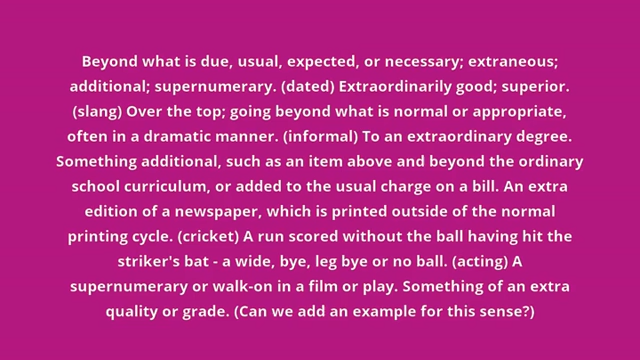 Beyond what is due, usual, expected, or necessary; extraneous;
additional; supernumerary. (dated) Extraordinarily good; superior.
(slang) Over the top; going beyond what is normal or appropriate,
often in a dramatic manner. (informal) To an extraordinary degree.
Something additional, such as an item above and beyond the ordinary
school curriculum, or added to the usual charge on a bill. An extra
edition of a newspaper, which is printed outside of the normal
printing cycle. (cricket) A run scored without the ball having hit the
striker's bat - a wide, bye, leg bye or no ball. (acting) A
supernumerary or walk-on in a film or play. Something of an extra
quality or grade. (Can we add an example for this sense?)